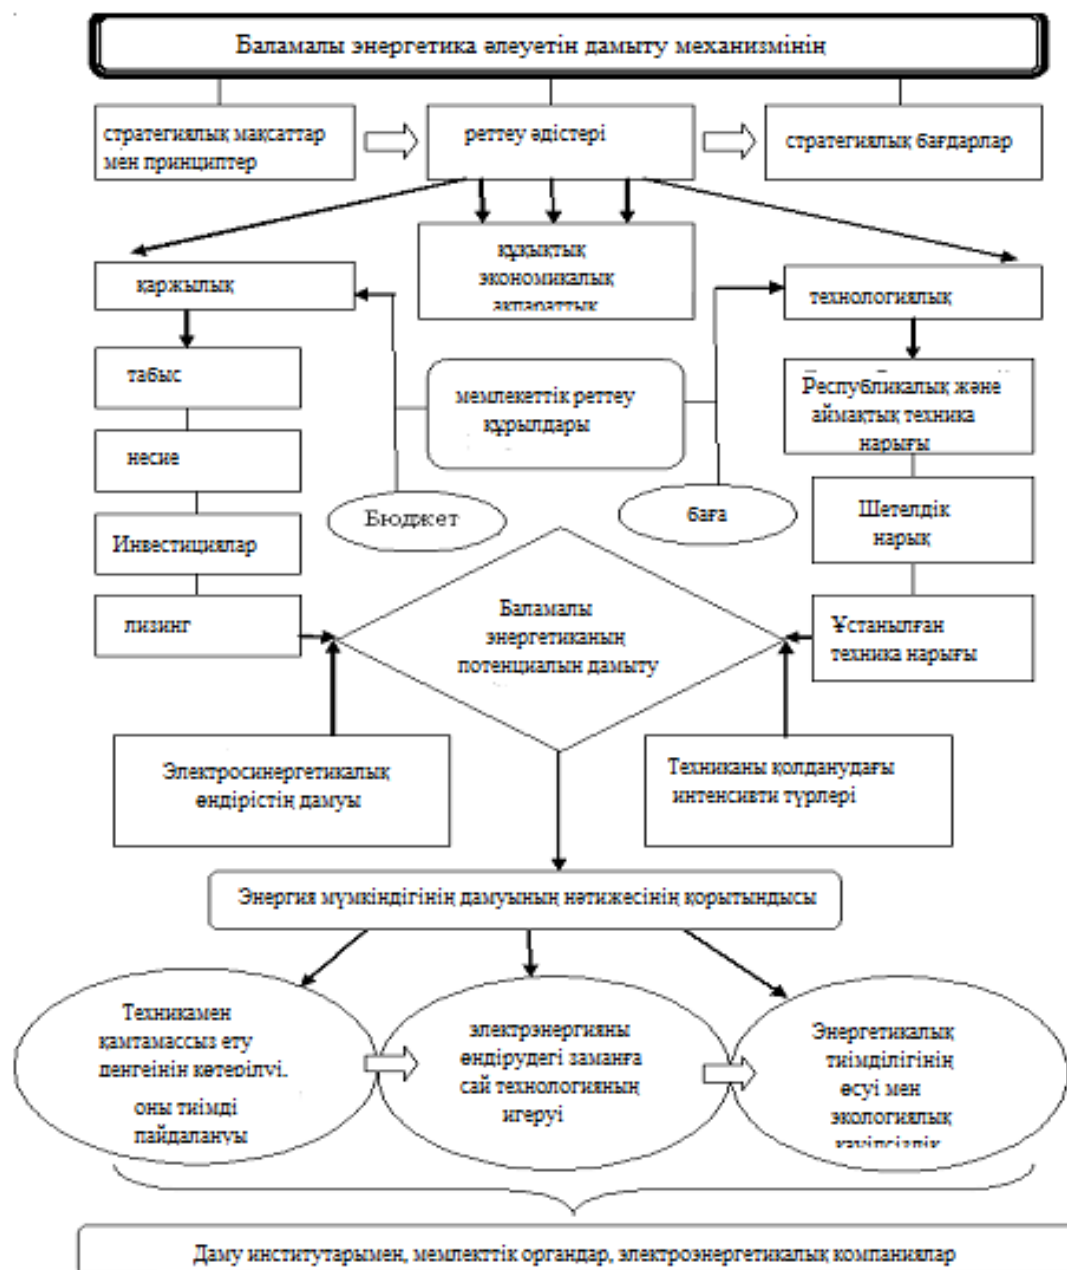 Баламалы энергетика әлеуетін дамыту механизмінің
стратегиялық мақсаттар
мен принциптер
реттеу әдістері
стратегиялық бағдарлар
құқықтық
экономикалық
ақпараттық
қаржылық
технологиялық
табыс
несие
Инвестициялар
лизинг
мемлекеттік реттеу
құрылдары
Бюджет
баға
Республикалық және
аймақтық техника
нарығы
Шетелдік
нарық
Ұстанылған
техника нарығы
Баламалы
энергетиканың
потенциалын дамыту
Электросинергетикалық
өндірістің дамуы
Техниканы қолданудағы
интенсивті түрлері
Энергия мүмкіндігінің дамуының нәтижесінің қорытындысы
Техникамен
қамтамассыз ету
деңгейінің көтерілуі,
оны тиімді
пайдалануы
электрэнергияны
өндірудегі заманға
сай технологияның
игеруі
Энергетикалық
тиімділігінің
өсуі мен
экологиялық
қауіпсіздік
Даму институтарымен, мемлекттік органдар, электроэнергетикалық компаниялар